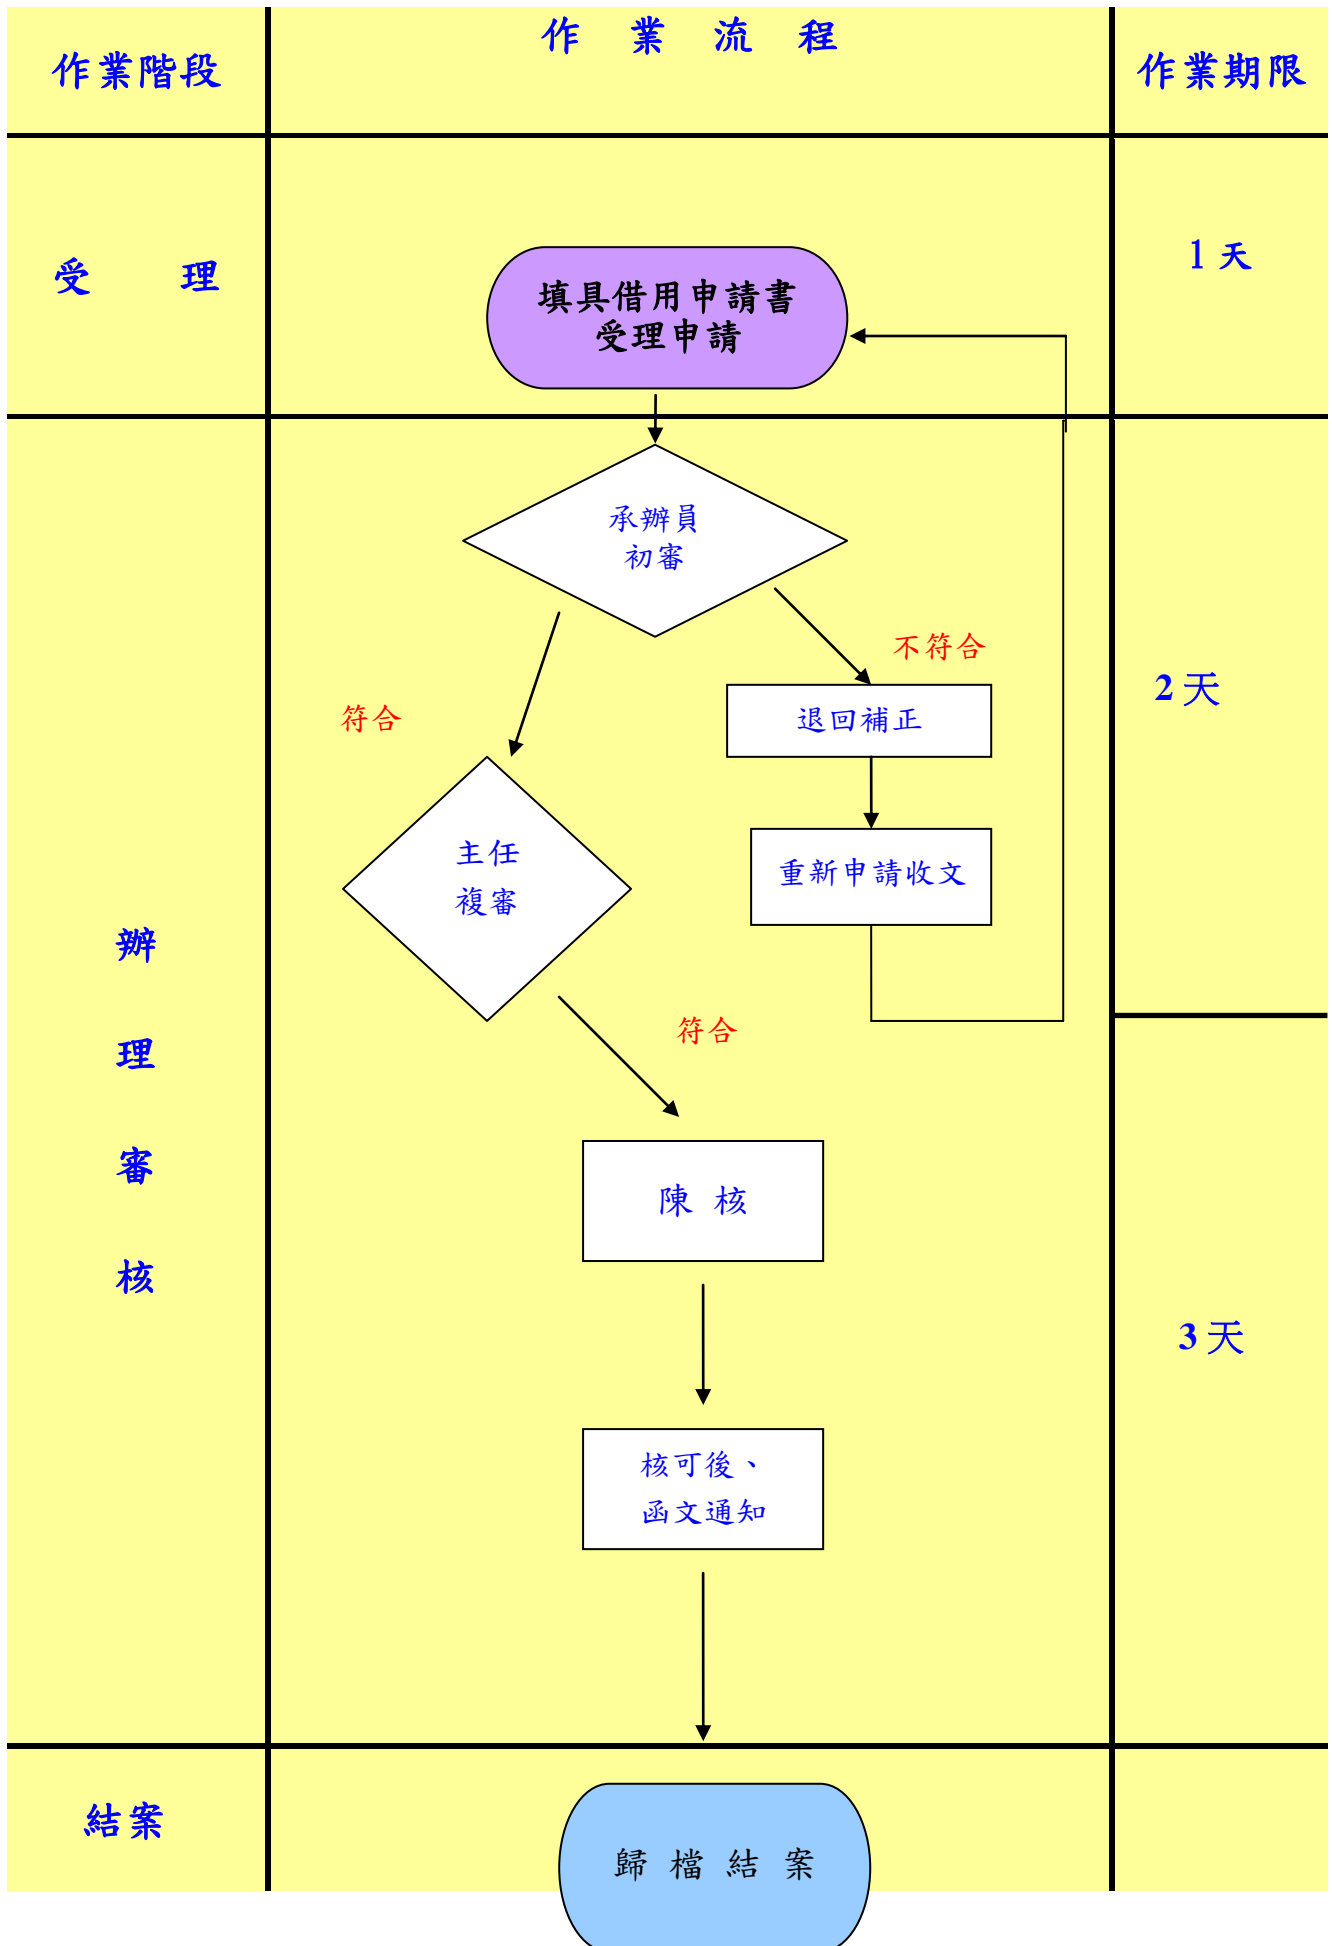 作業階段
作 業 流 程
作業期限
受 理
填具借用申請書
受理申請
1天
承辦員
初審
不符合
符合
退回補正
2天
主任
複審
重新申請收文
辦
理
審
核
符合
陳 核
3天
核可後、
函文通知
結案
歸 檔 結 案